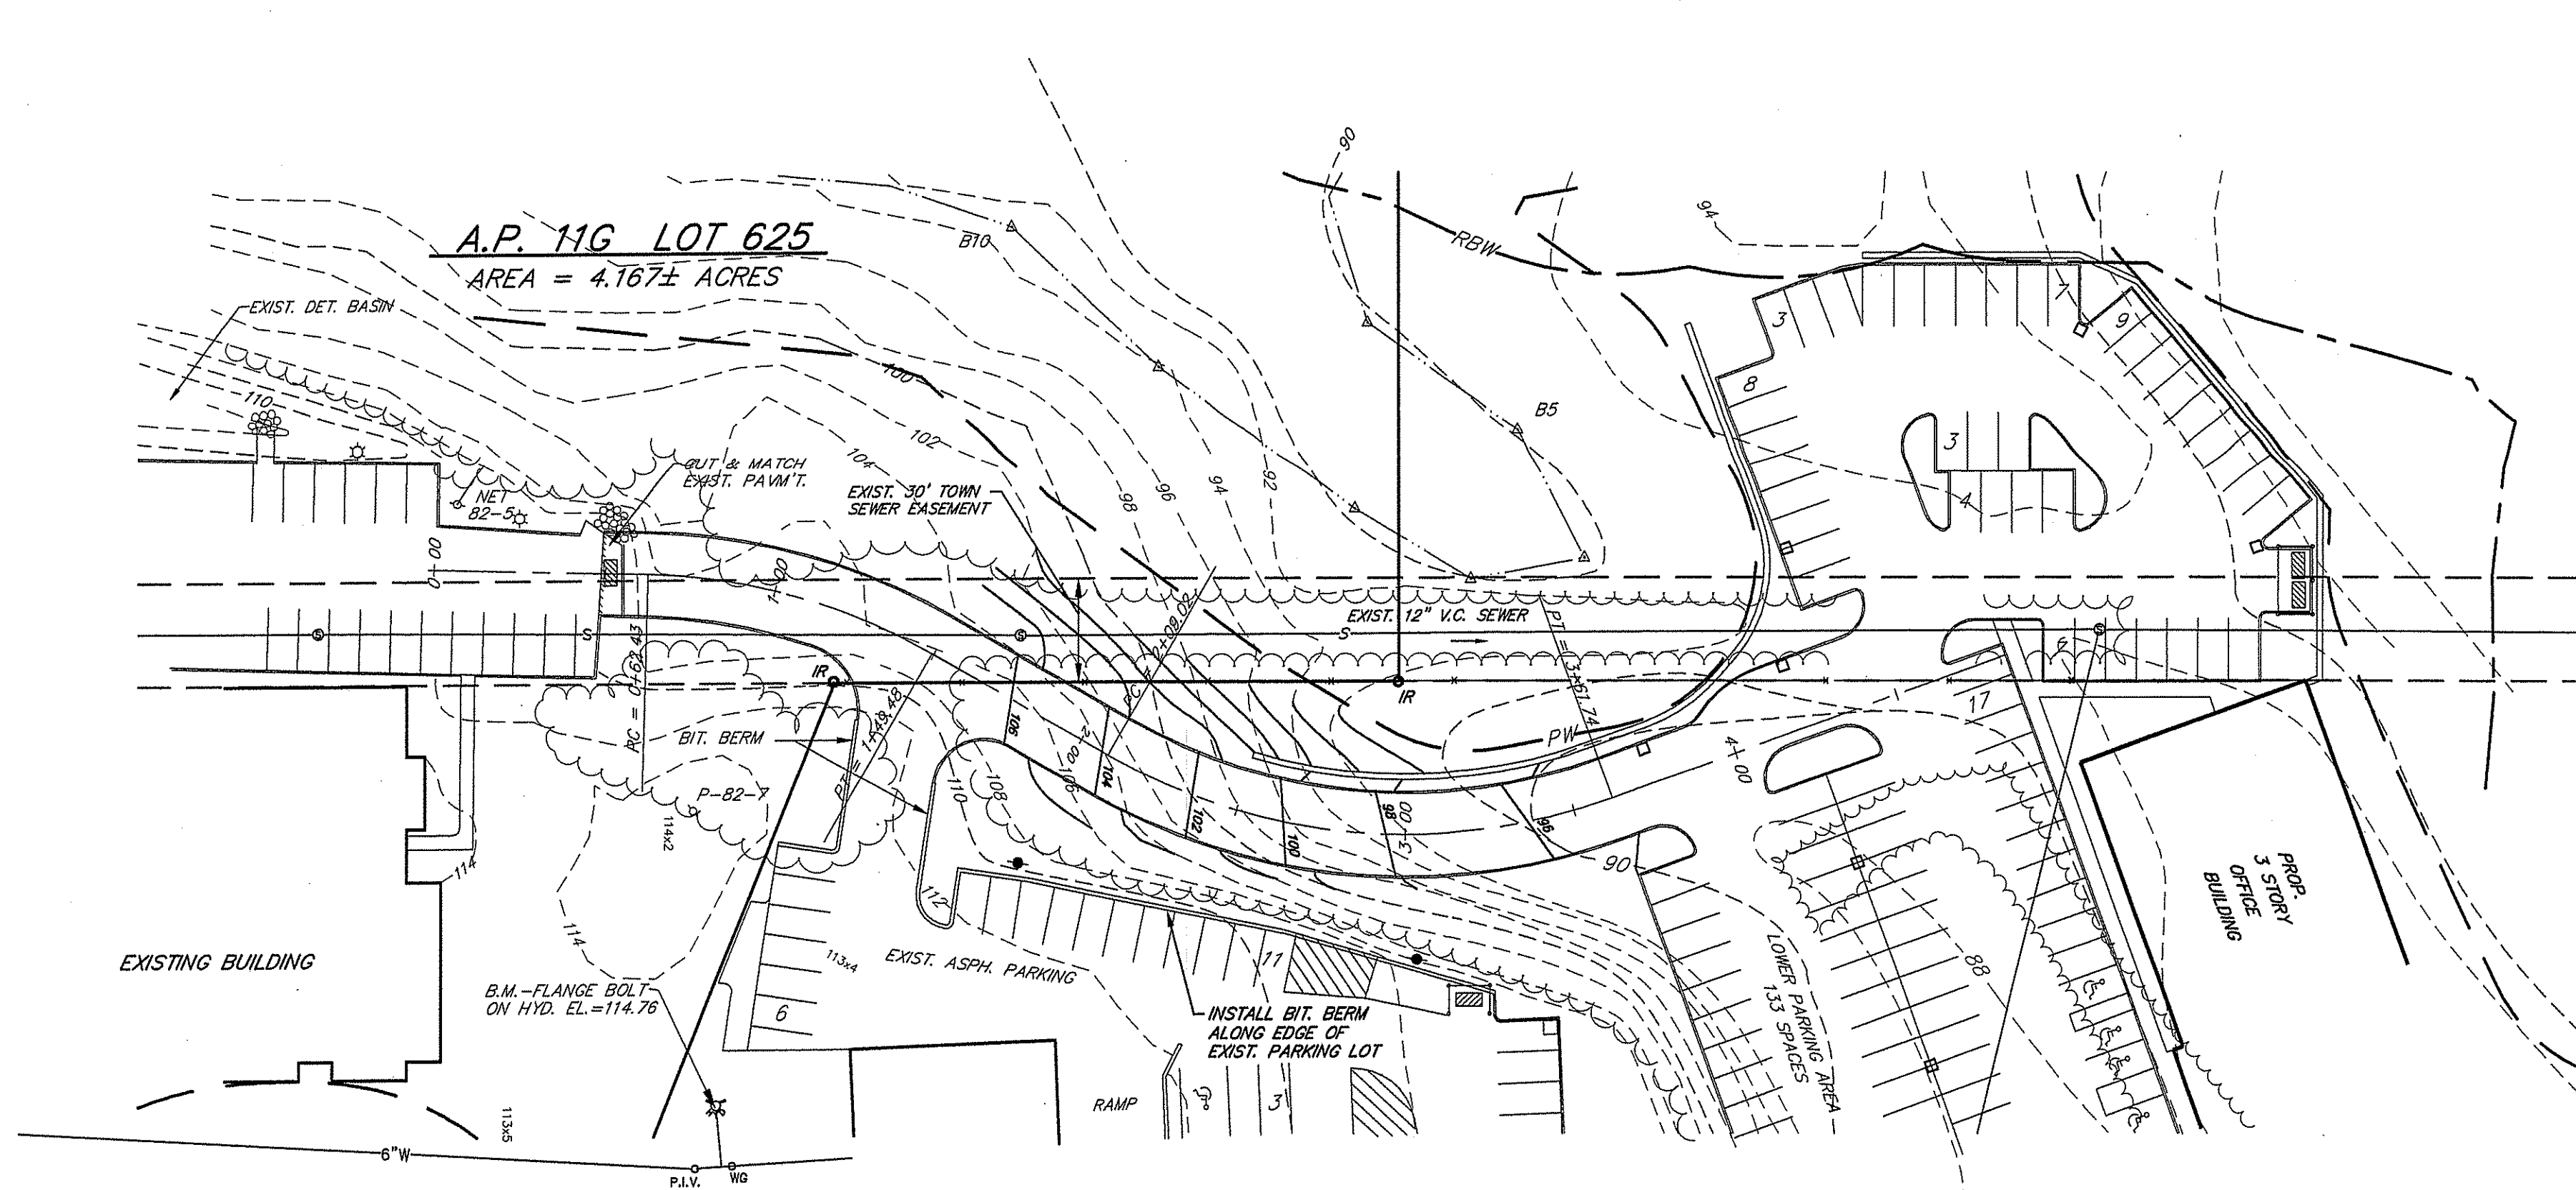 90
94
RBW
A.P. 11G LOT 625
AREA = 4.167± ACRES
B10
EXIST. DET. BASIN
7
3
9
100
8
110
B5
102
3
104
CUT & MATCH
EXIST. PAVM'T.
96
94
92
98
NET
82-5
EXIST. 30' TOWN
SEWER EASEMENT
4
0+00
1+00
PC = 2+09.02
EXIST. 12" V.C. SEWER
S
S
S
S
S
S
PC = 0+62.43
PT = 3+61.74
IR
IR
17
PT = 1+49.48
106
2+00
BIT. BERM
PW
4+00
P-82-7
110
108
106
104
102
100
98
3+00
96
90
114x2
114
112
PROP.
3 STORY
OFFICE
BUILDING
114
EXISTING BUILDING
113x4
EXIST. ASPH. PARKING
11
LOWER PARKING AREA
133 SPACES
88
B.M.-FLANGE BOLT
ON HYD. EL.=114.76
6
INSTALL BIT. BERM
ALONG EDGE OF
EXIST. PARKING LOT
113x5
RAMP
3
6"W
P.I.V.
WG